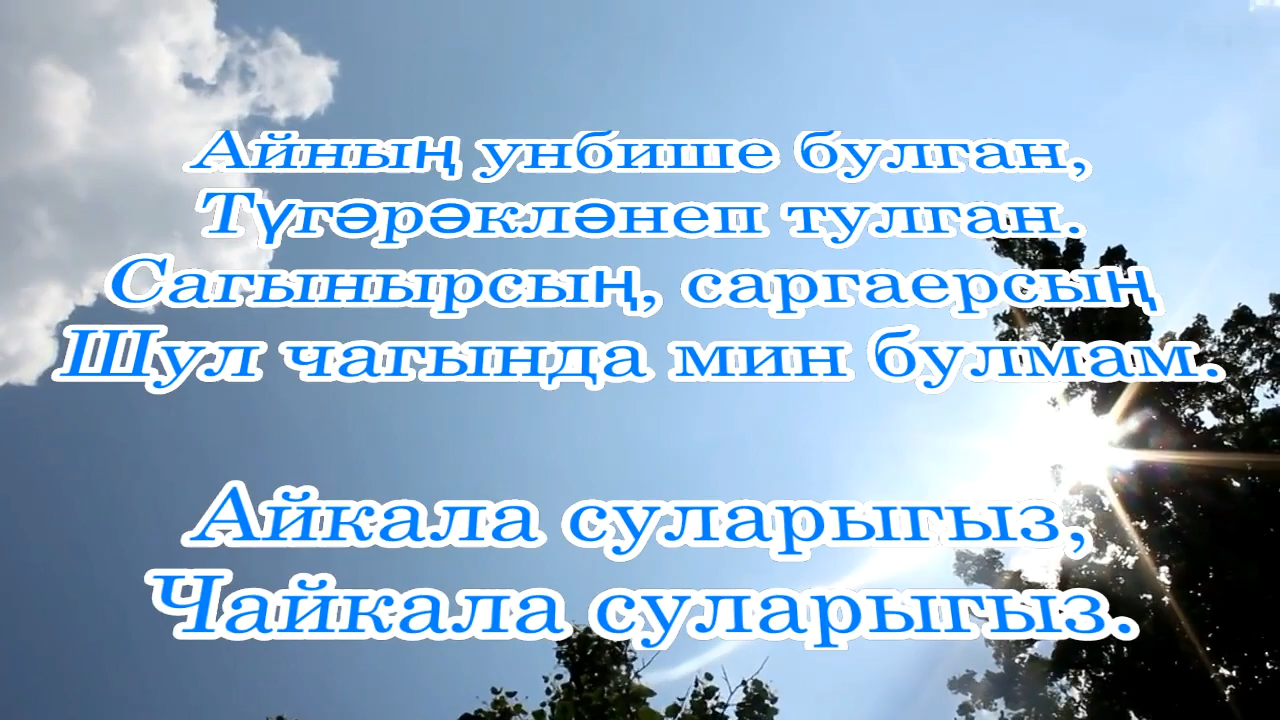 Айның унбише булган,
Түгәрәкләнеп тулган.
Сагынырсың, саргаерсың
Шул чагында мин булмам.
Айкала суларыгыз,
Чайкала суларыгыз.